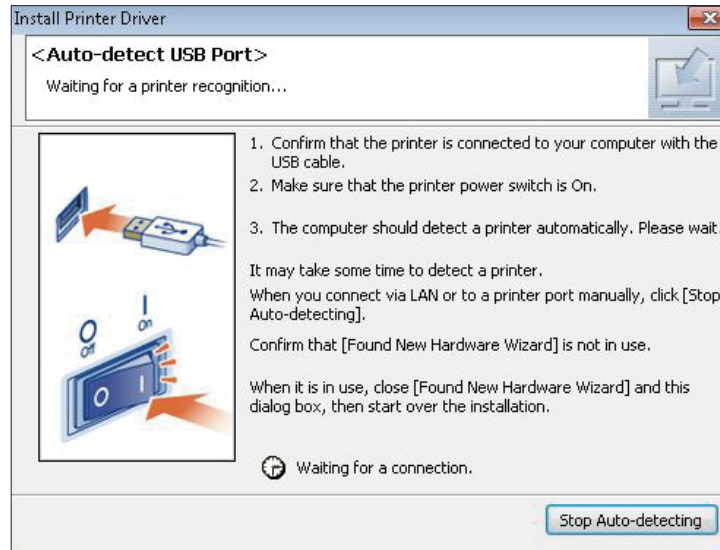 Install Printer Driver
<Auto-detect USB Port>
Waiting for a printer recognition...
1. Confirm that the printer is connected to your computer with the
USB cable.
2. Make sure that the printer power switch is On.
3. The computer should detect a printer automatically. Please wait.
It may take some time to detect a printer.
When you connect via LAN or to a printer port manually, click [Stop
Auto-detecting].
Confirm that [Found New Hardware Wizard] is not in use.
When it is in use, close [Found New Hardware Wizard] and this
dialog box, then start over the installation.
Off
On
Waiting for a connection.
Stop Auto-detecting